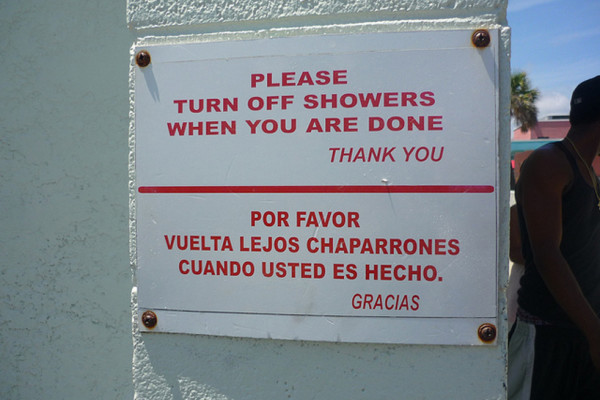 PLEASE
TURN OFF SHOWERS
WHEN YOU ARE DONE
THANK YOU
POR FAVOR
VUELTA LEJOS CHAPARRONES
CUANDO USTED ES HECHO.
GRACIAS